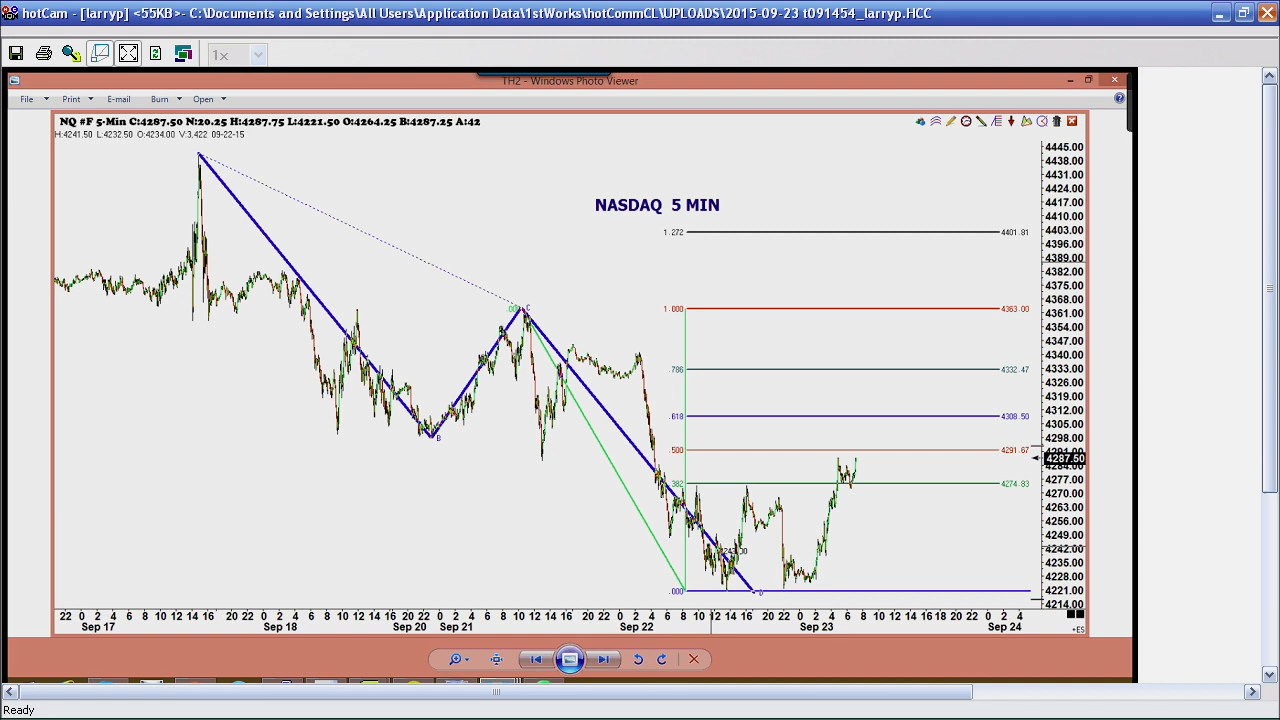 hotCam - [larryp] <55KB>- C:\Documents and Settings\All Users\Application Data\1stWorks\hotCommCL\UPLOADS\2015-09-23 t091454_larryp.HCC
1x
TH2 - Windows Photo Viewer
File Print E-mail Burn Open
NQ #F 5-Min C:4287.50 N:20.25 H:4287.75 L:4221.50 O:4264.25 B:4287.25 A:42
H:4241.50 L:4232.50 O:4234.00 V:3,422 09-22-15
NASDAQ 5 MIN
4445.00
4438.00
4431.00
4424.00
4417.00
4410.00
4403.00
4396.00
4389.00
4382.00
4375.00
4368.00
4361.00
4354.00
4347.00
4340.00
4333.00
4326.00
4319.00
4312.00
4305.00
4298.00
4287.50
4277.00
4270.00
4263.00
4256.00
4249.00
4242.00
4235.00
4228.00
4221.00
4214.00
1.272 4401.81
1.000 4363.00
.786 4332.47
.618 4308.50
.500 4291.67
.382 4274.83
.000
C
B
D
22 0 2 4 6 8 10 12 14 16 18 20 22 0 2 4 6 8 10 12 14 16 18 20 22 0 2 4 6 8 10 12 14 16 18 20 22 0 2 4 6 8 10 12 14 16 18 20 22 0 2 4 6 8 10 12 14 16 18 20 22 0 2
Sep 17 Sep 18 Sep 20 Sep 21 Sep 22 Sep 23 Sep 24
+ES
Ready